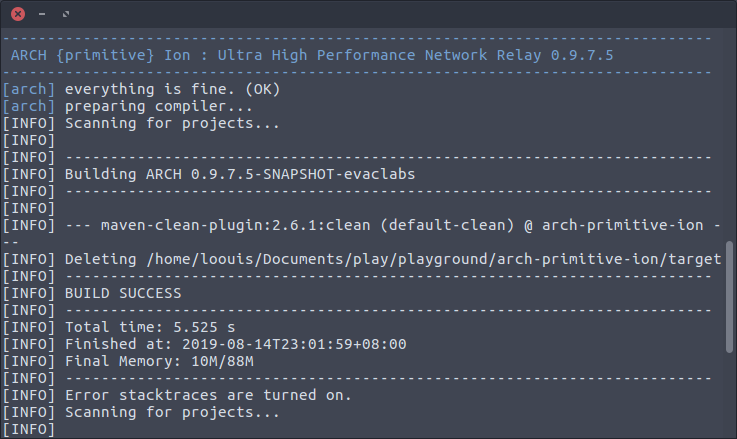 -------------------------------------------------------------------------------
ARCH {primitive} Ion : Ultra High Performance Network Relay 0.9.7.5
-------------------------------------------------------------------------------
[arch] everything is fine. (OK)
[arch] preparing compiler...
[INFO] Scanning for projects...
[INFO]
[INFO] ------------------------------------------------------------------------
[INFO] Building ARCH 0.9.7.5-SNAPSHOT-evaclabs
[INFO] ------------------------------------------------------------------------
[INFO]
[INFO] --- maven-clean-plugin:2.6.1:clean (default-clean) @ arch-primitive-ion -
--
[INFO] Deleting /home/loouis/Documents/play/playground/arch-primitive-ion/target
[INFO] ------------------------------------------------------------------------
[INFO] BUILD SUCCESS
[INFO] ------------------------------------------------------------------------
[INFO] Total time: 5.525 s
[INFO] Finished at: 2019-08-14T23:01:59+08:00
[INFO] Final Memory: 10M/88M
[INFO] ------------------------------------------------------------------------
[INFO] Error stacktraces are turned on.
[INFO] Scanning for projects...
[INFO]